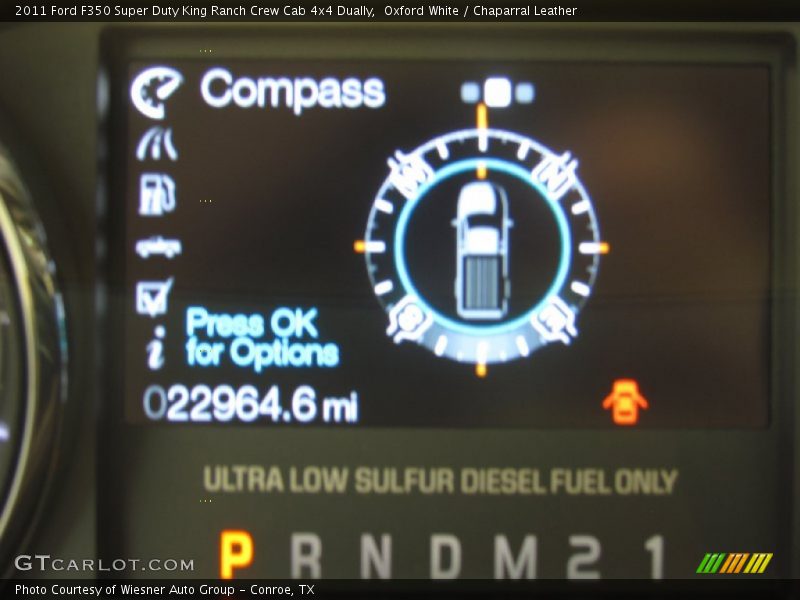 2011 Ford F350 Super Duty King Ranch Crew Cab 4x4 Dually,  Oxford White / Chaparral Leather
Compass
Press OK
for Options
022964.6 mi
ULTRA LOW SULFUR DIESEL FUEL ONLY
P R N D M 2 1
GTCARLOT.COM
Photo Courtesy of Wiesner Auto Group - Conroe, TX